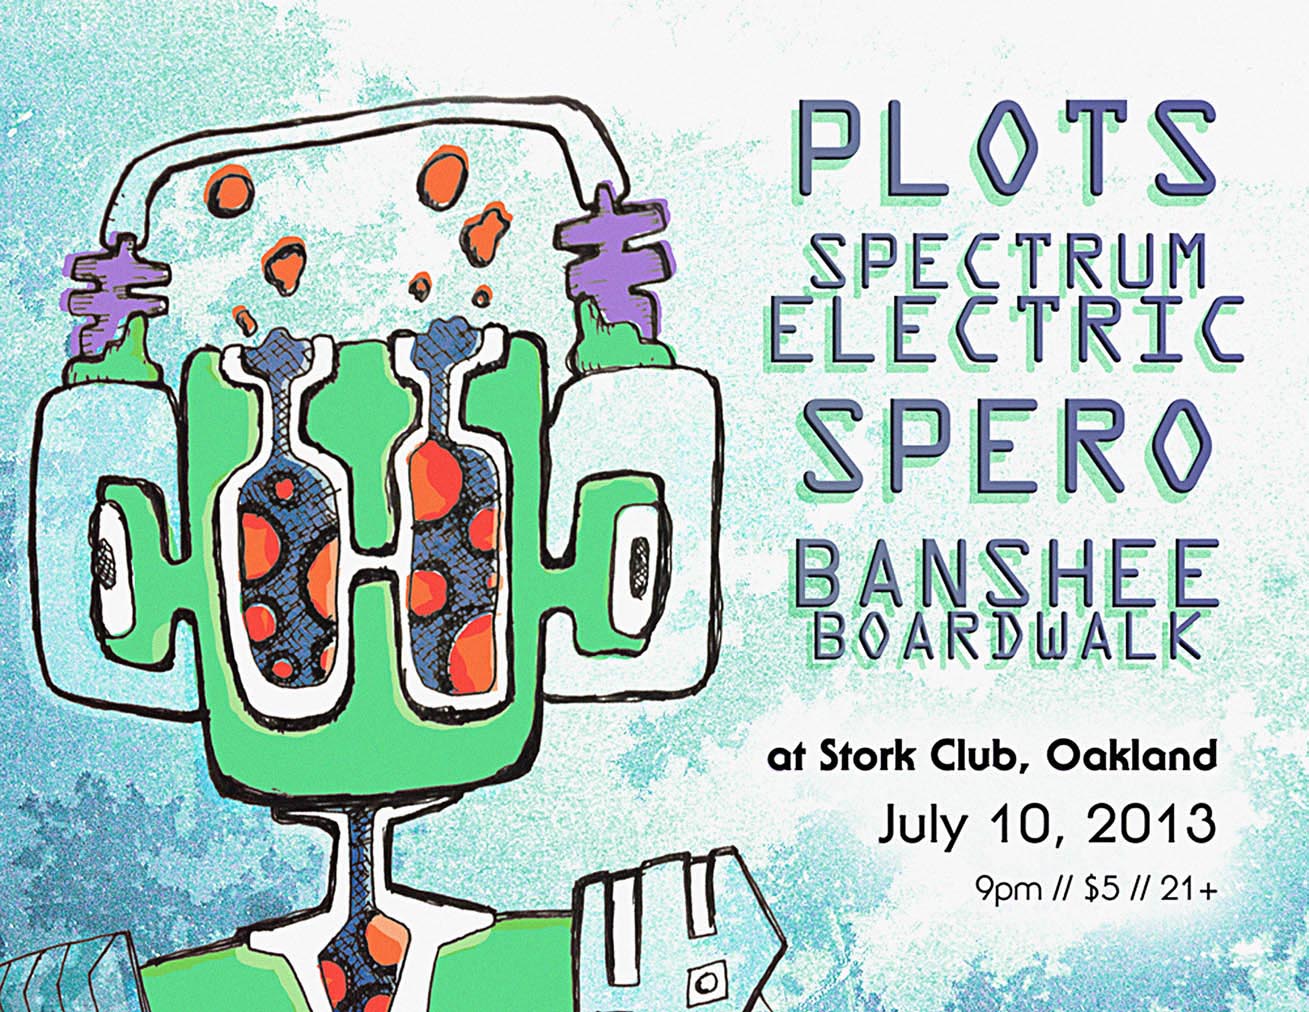 PLOTS
SPECTRUM
ELECTRIC
SPERO
BANSHEE
BOARDWALK
at Stork Club, Oakland
July 10, 2013
9pm // $5 // 21+